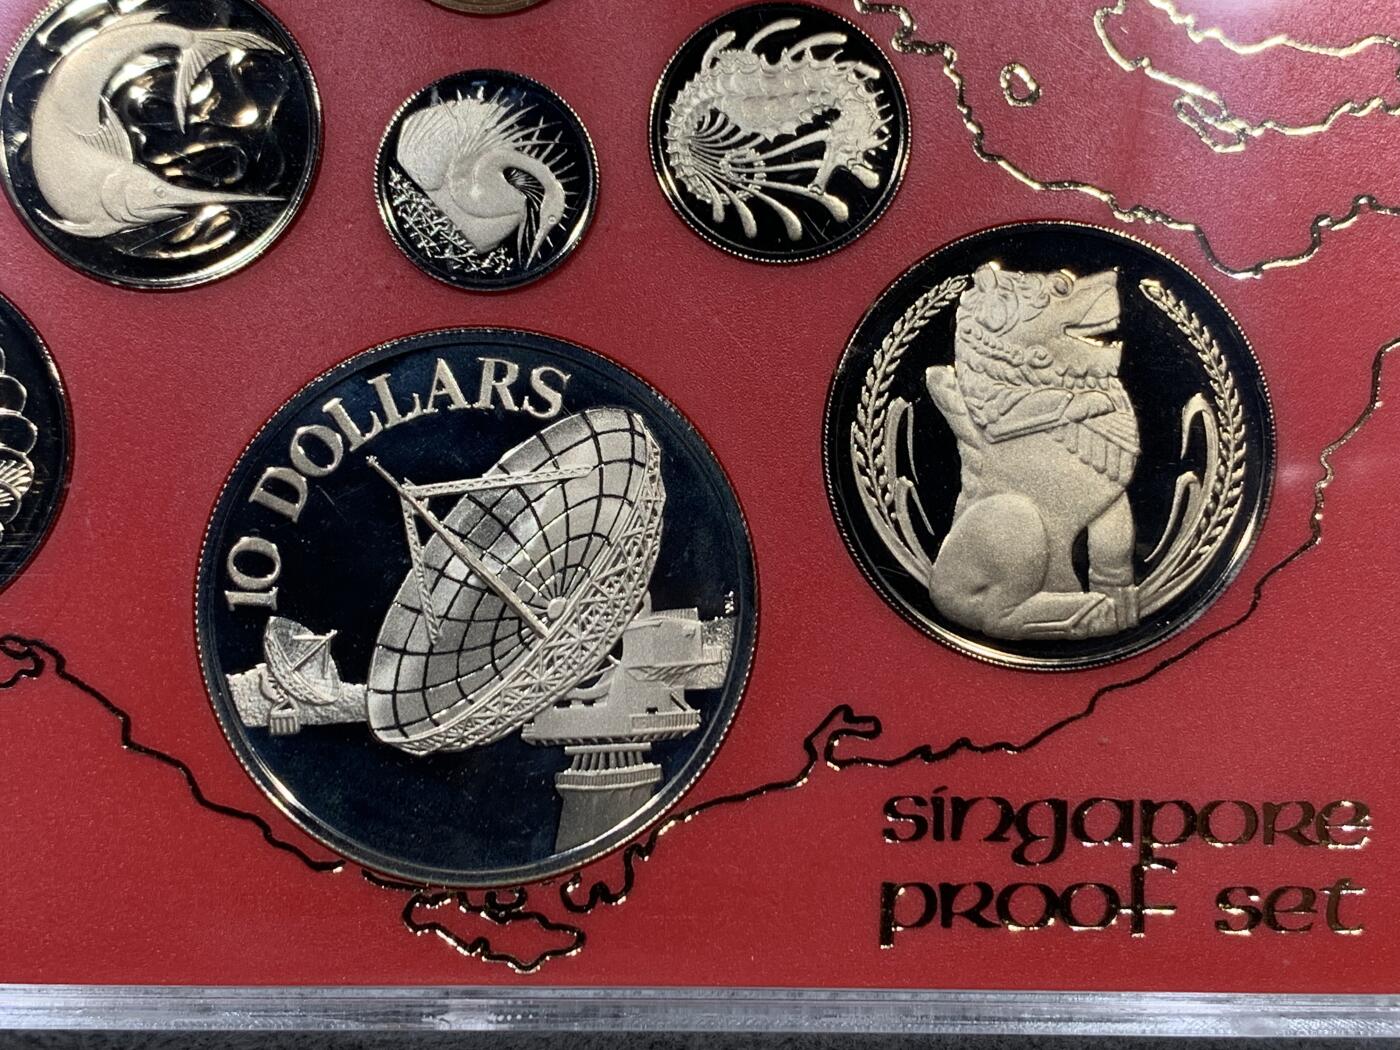 10 DOLLARS
singapore
proof set